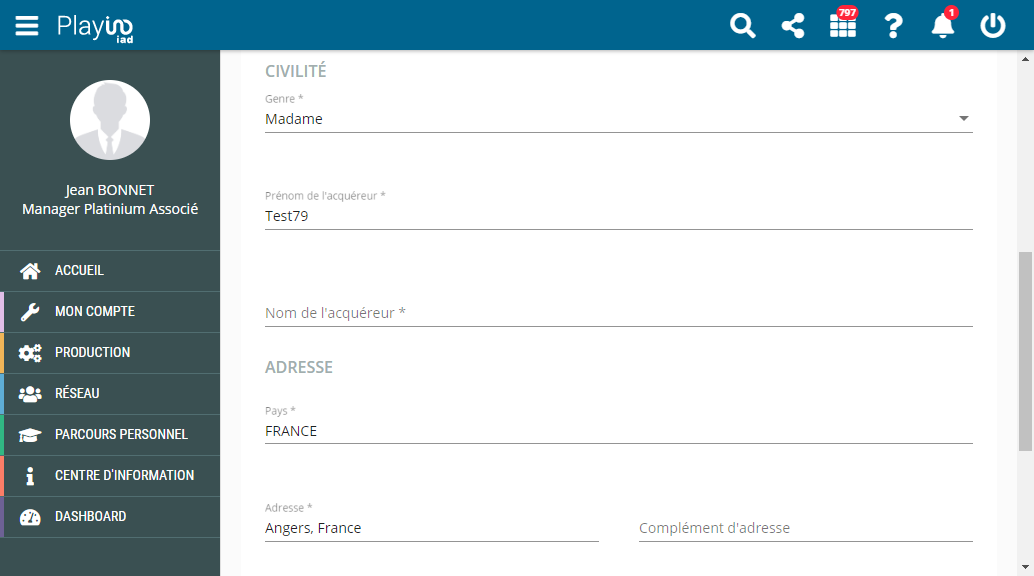 Playiad
iad
797
1
Jean BONNET
Manager Platinium Associé
ACCUEIL
MON COMPTE
PRODUCTION
RÉSEAU
PARCOURS PERSONNEL
CENTRE D'INFORMATION
DASHBOARD
CIVILITÉ
Genre *
Madame
Prénom de l'acquéreur *
Test79
Nom de l'acquéreur *
ADRESSE
Pays *
FRANCE
Adresse *
Angers, France
Complément d'adresse